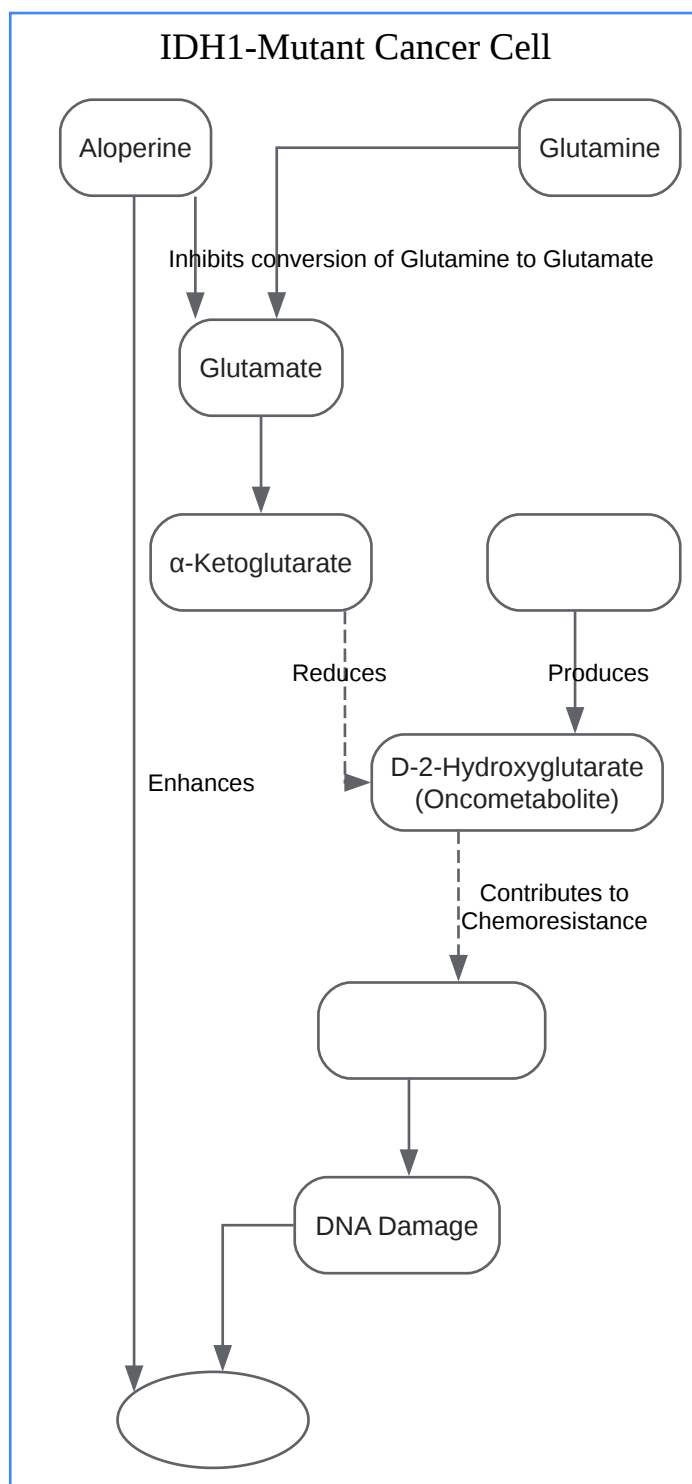 IDH1-Mutant Cancer Cell
Aloperine
Glutamine
Inhibits conversion of Glutamine to Glutamate
Glutamate
α-Ketoglutarate
Reduces
Produces
D-2-Hydroxyglutarate
(Oncometabolite)
Enhances
Contributes to
Chemoresistance
DNA Damage